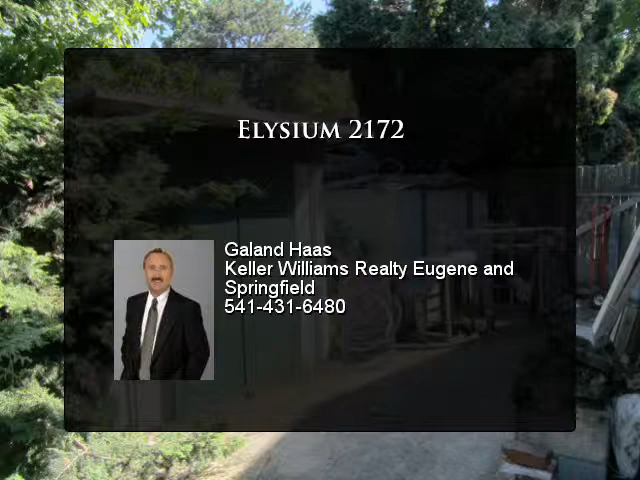 Elysium 2172
Galand Haas
Keller Williams Realty Eugene and
Springfield
541-431-6480